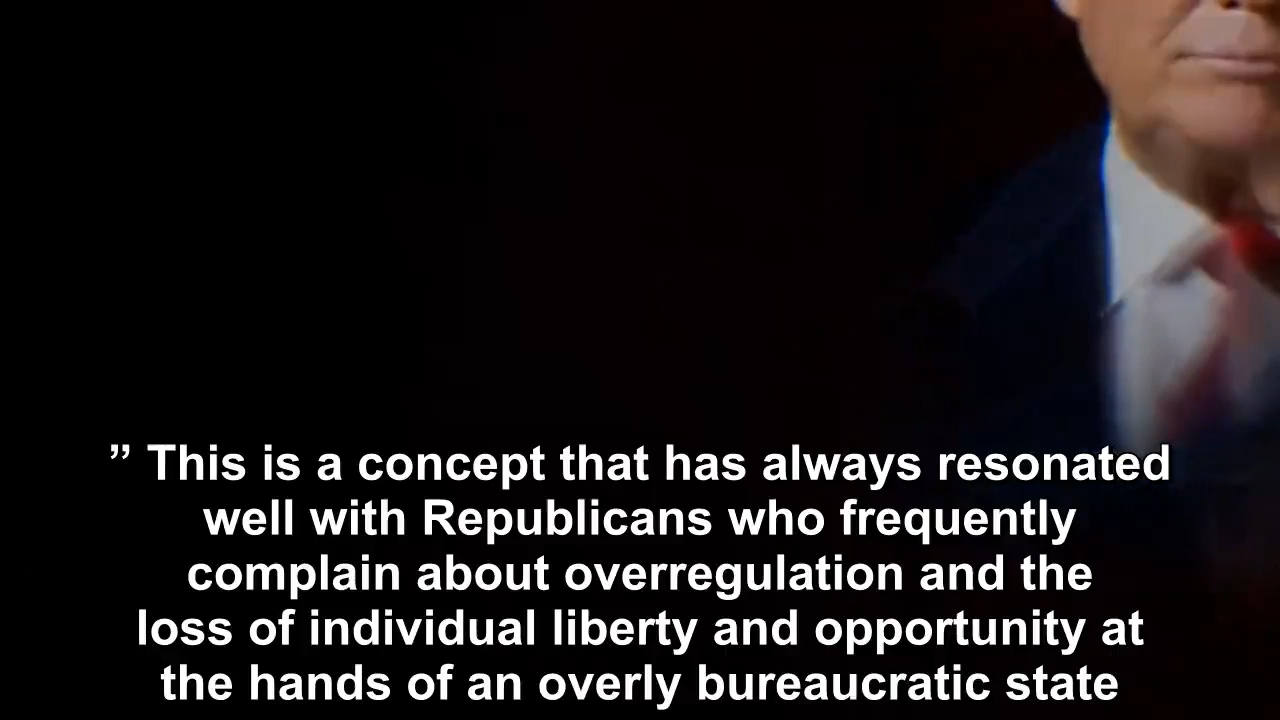 ” This is a concept that has always resonated
well with Republicans who frequently
complain about overregulation and the
loss of individual liberty and opportunity at
the hands of an overly bureaucratic state